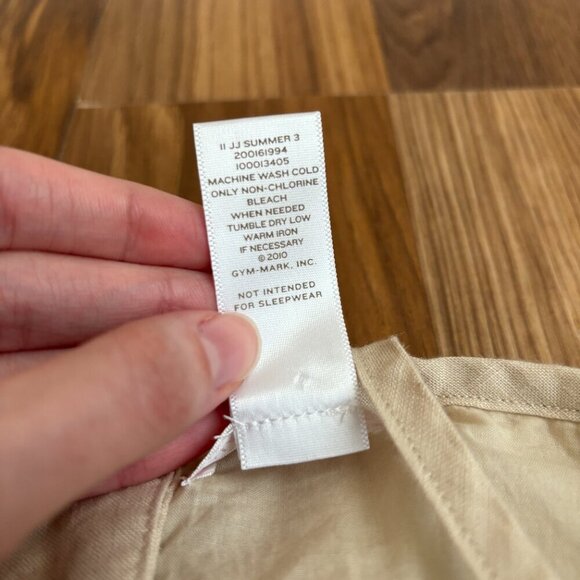 11 JJ SUMMER 3
200161994
100013405
MACHINE WASH COLD
ONLY NON-CHLORINE
BLEACH
WHEN NEEDED
TUMBLE DRY LOW
WARM IRON
IF NECESSARY
©2010
GYM-MARK, INC.
NOT INTENDED
FOR SLEEPWEAR